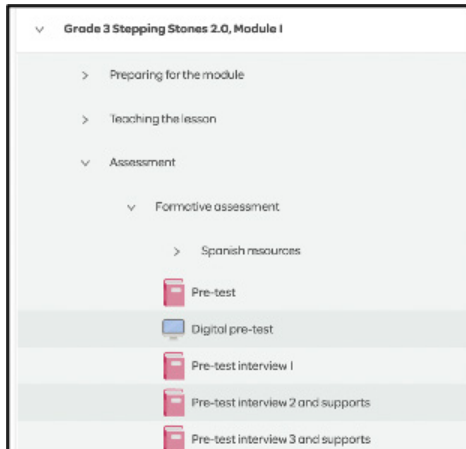 Grade 3 Stepping Stones 2.0, Module 1
Preparing for the module
Teaching the lesson
Assessment
Formative assessment
Spanish resources
Pre-test
Digital pre-test
Pre-test interview 1
Pre-test interview 2 and supports
Pre-test interview 3 and supports